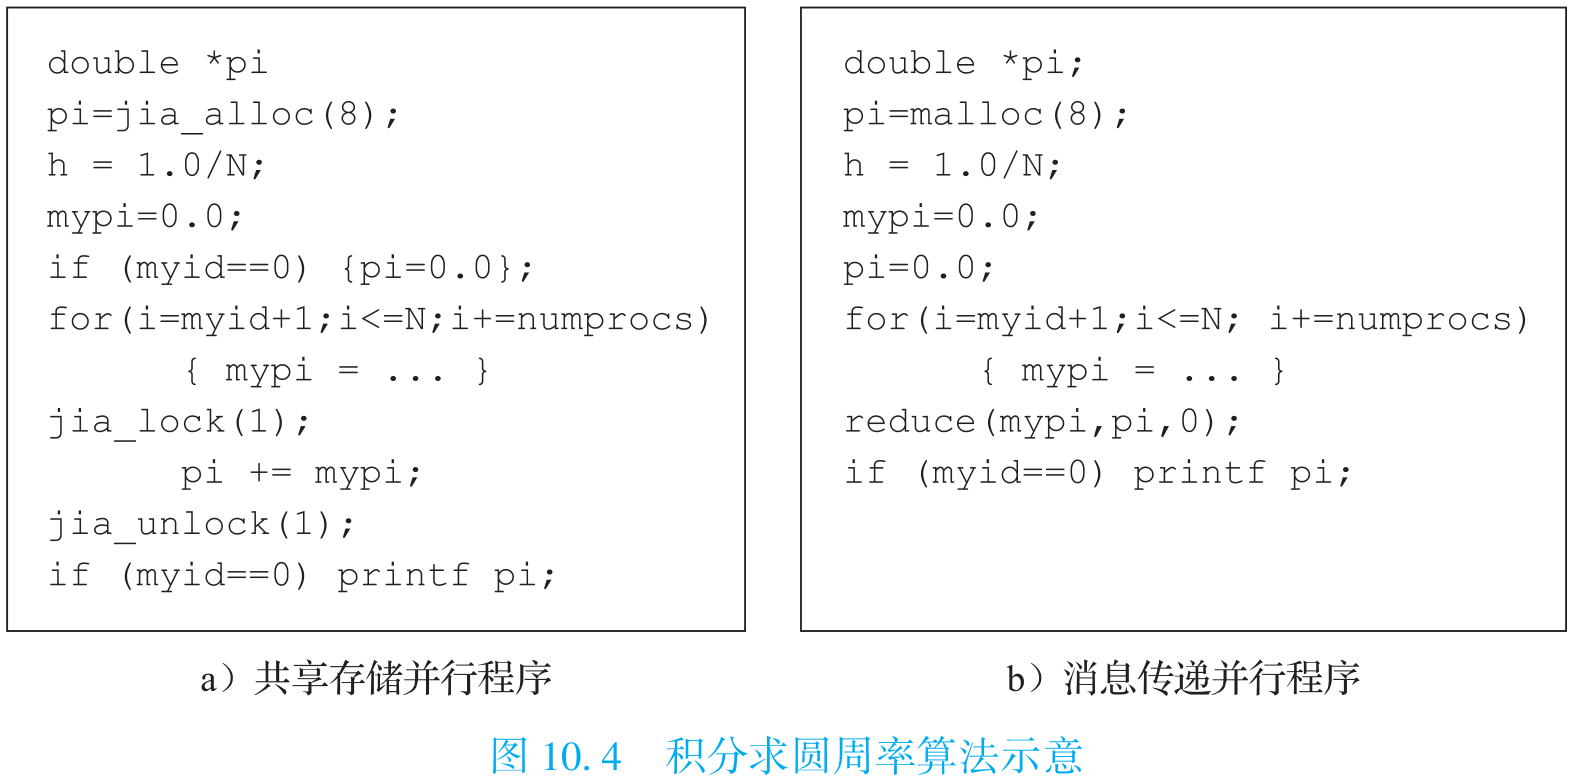 double *pi
pi=jia_alloc(8);
h = 1.0/N;
mypi=0.0;
if (myid==0) {pi=0.0};
for(i=myid+1;i<=N;i+=numprocs)
{ mypi = ... }
jia_lock(1);
pi += mypi;
jia_unlock(1);
if (myid==0) printf pi;
a）共享存储并行程序
double *pi;
pi=malloc(8);
h = 1.0/N;
mypi=0.0;
pi=0.0;
for(i=myid+1;i<=N; i+=numprocs)
{ mypi = ... }
reduce(mypi,pi,0);
if (myid==0) printf pi;
b）消息传递并行程序
图 10.4 积分求圆周率算法示意